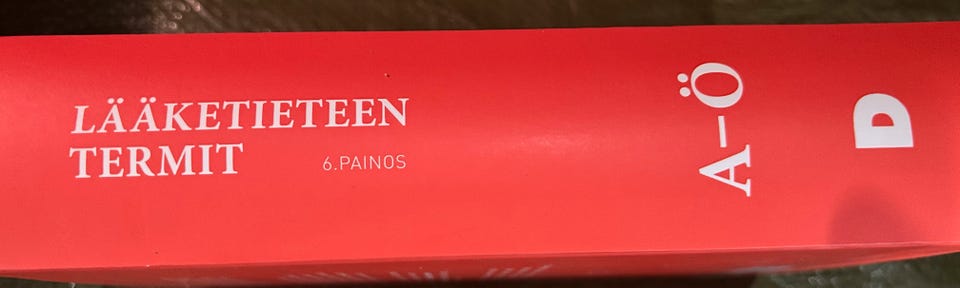 LÄÄKETIETEEN
TERMIT
6.PAINOS
A–Ö
D